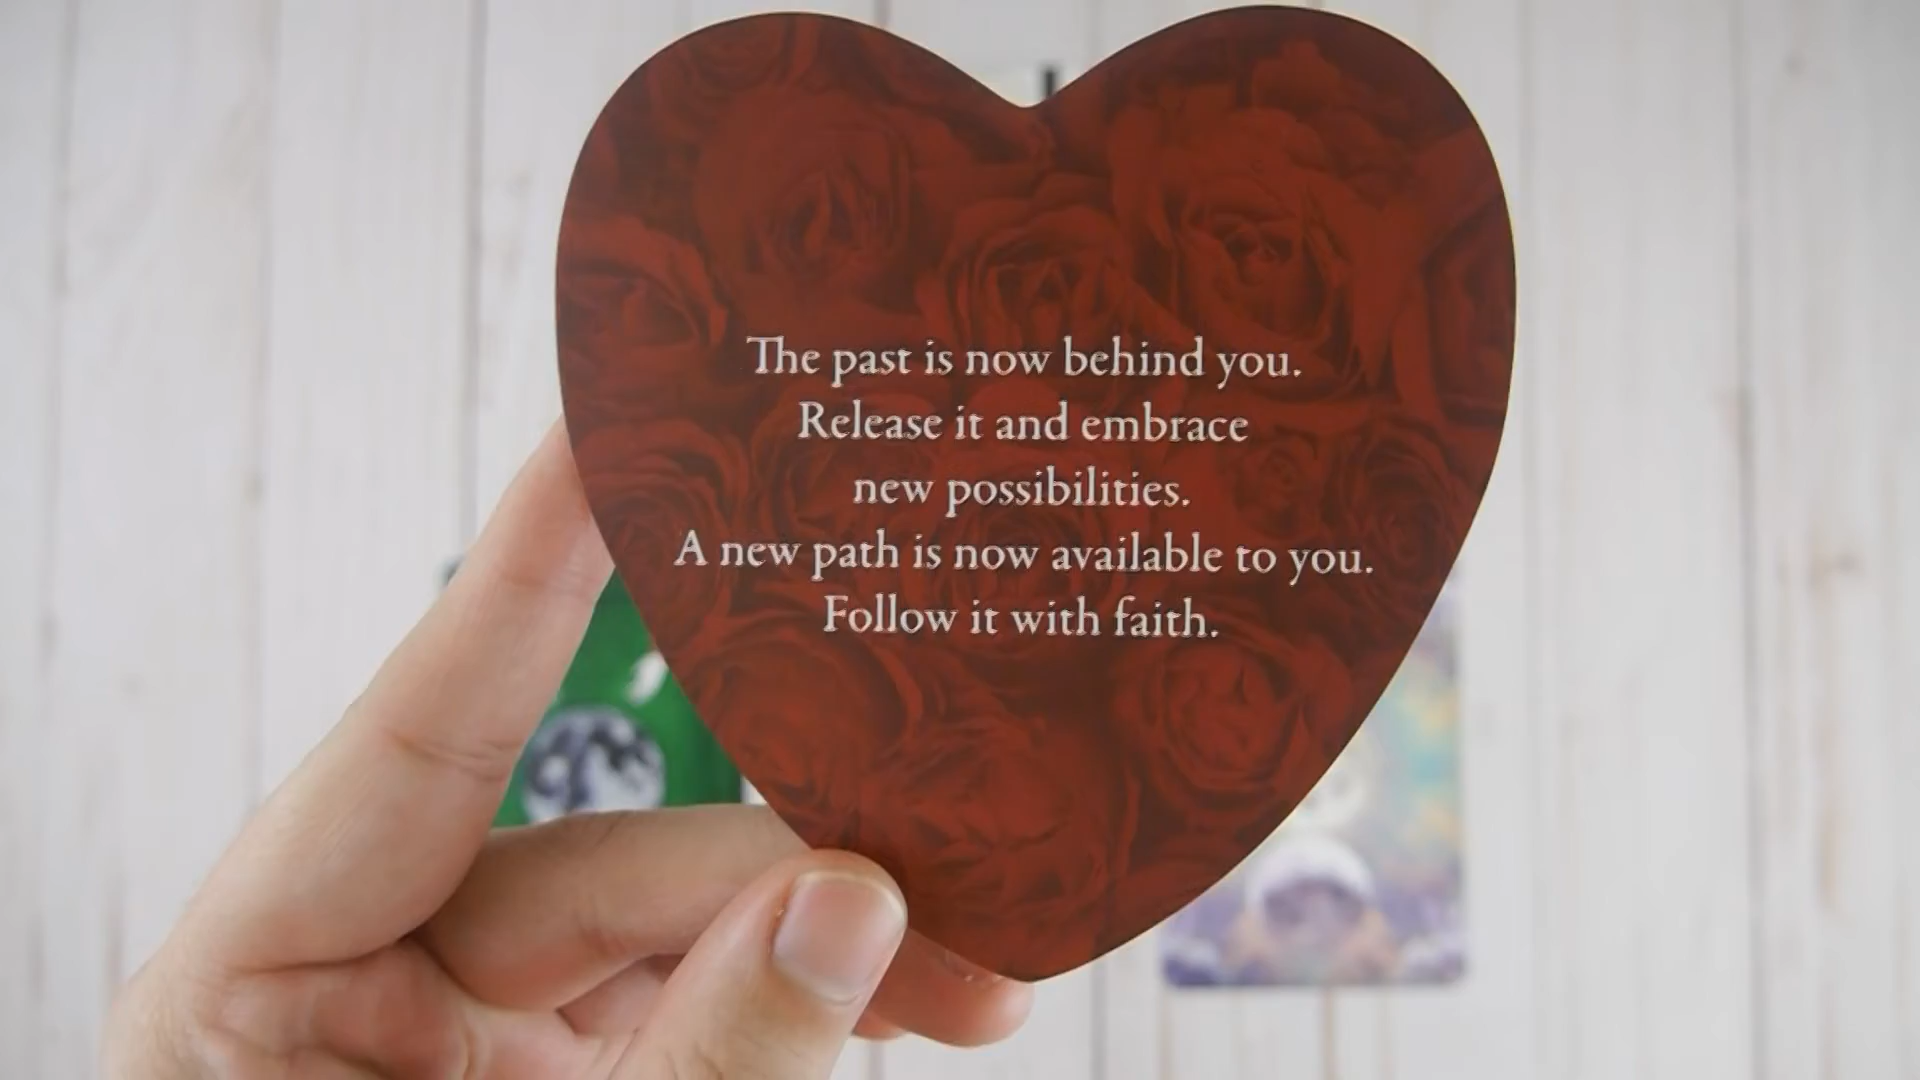 The past is now behind you.
Release it and embrace
new possibilities.
A new path is now available to you.
Follow it with faith.